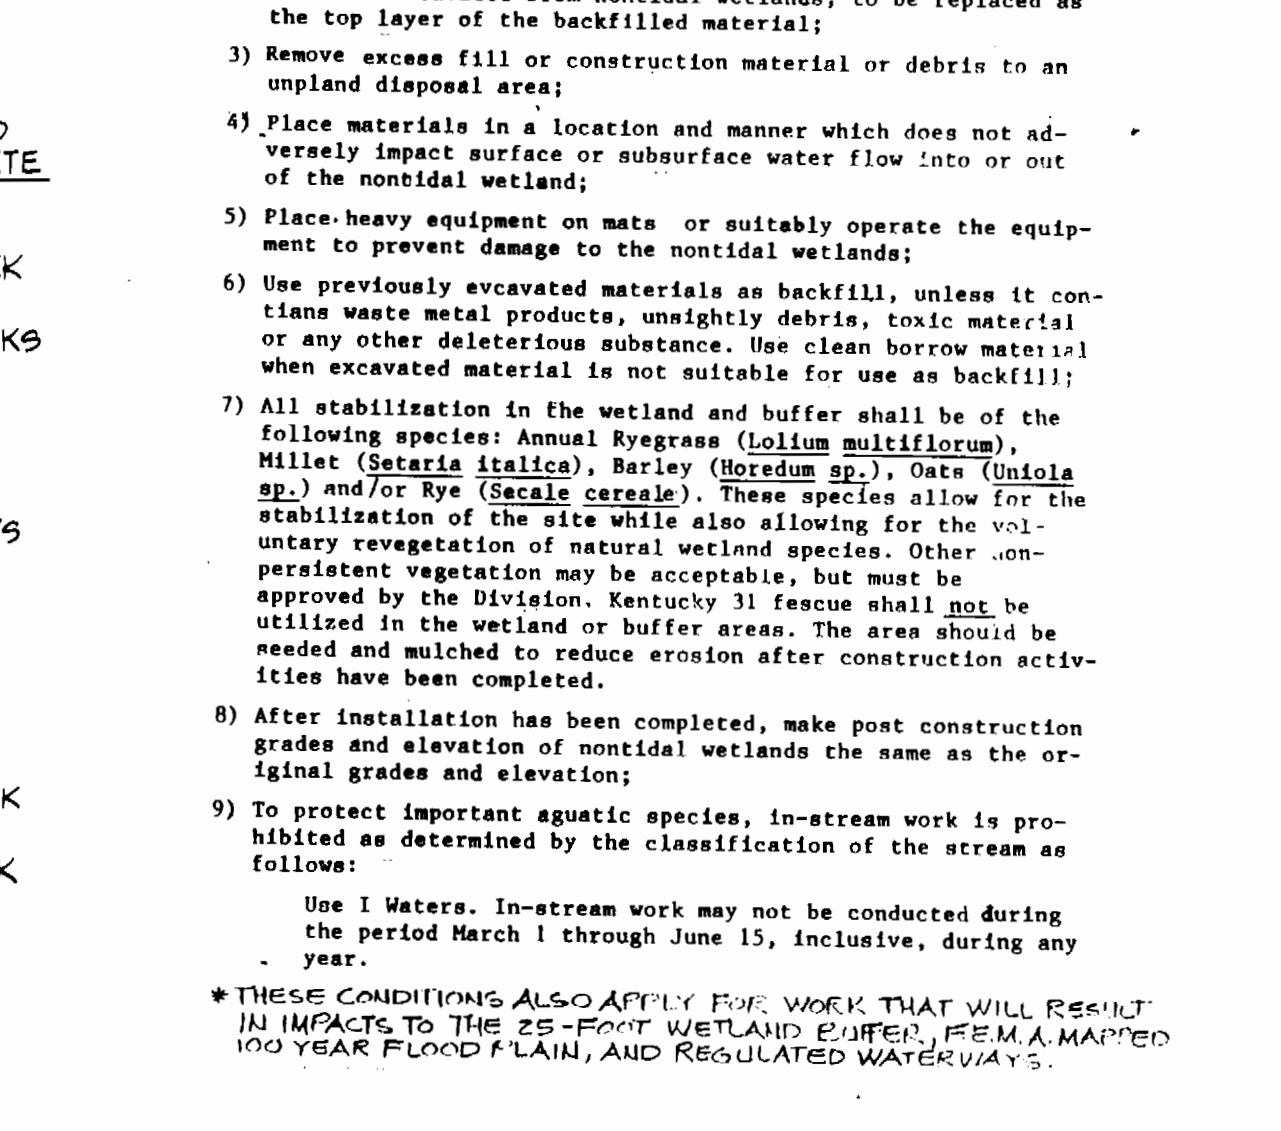 to be replaced as
the top layer of the backfilled material;
3) Remove excess fill or construction material or debris to an
unpland disposal area;
4) Place materials in a location and manner which does not ad-
versely impact surface or subsurface water flow into or out
of the nontidal wetland;
5) Place heavy equipment on mats or suitably operate the equip-
ment to prevent damage to the nontidal wetlands;
6) Use previously evcavated materials as backfill, unless it con-
tians waste metal products, unsightly debris, toxic material
or any other deleterious substance. Use clean borrow material
when excavated material is not suitable for use as backfill;
7) All stabilization in the wetland and buffer shall be of the
following species: Annual Ryegrass (Lolium multiflorum),
Millet (Setaria italica), Barley (Horedum sp.), Oats (Uniola
sp.) and/or Rye (Secale cereale). These species allow for the
stabilization of the site while also allowing for the vol-
untary revegetation of natural wetland species. Other non-
persistent vegetation may be acceptable, but must be
approved by the Division. Kentucky 31 fescue shall not be
utilized in the wetland or buffer areas. The area should be
seeded and mulched to reduce erosion after construction activ-
ities have been completed.
8) After installation has been completed, make post construction
grades and elevation of nontidal wetlands the same as the or-
iginal grades and elevation;
9) To protect important aguatic species, in-stream work is pro-
hibited as determined by the classification of the stream as
follows:
Use I Waters. In-stream work may not be conducted during
the period March 1 through June 15, inclusive, during any
year.
* THESE CONDITIONS ALSO APPLY FOR WORK THAT WILL RESULT
IN IMPACTS TO THE 25-FOOT WETLAND BUFFER, F.E.M.A. MAPPED
100 YEAR FLOOD PLAIN, AND REGULATED WATERWAYS.
TE
K
KS
S
K
K